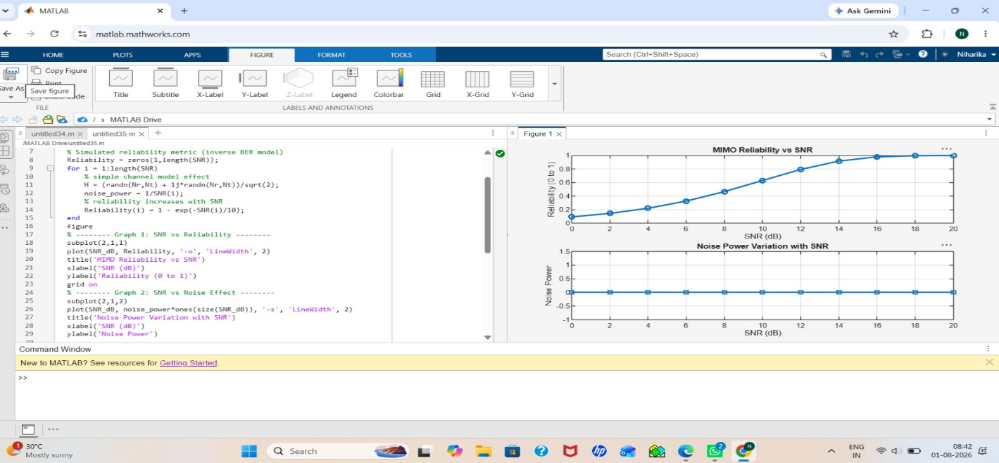 MATLAB
Ask Gemini
matlab.mathworks.com
N
HOME PLOTS APPS FIGURE FORMAT TOOLS
Search (Ctrl+Shift+Space)
Niharika
Save As
Copy Figure
Print
Save figure
Code
FILE
Title Subtitle X-Label Y-Label Z-Label Legend Colorbar Grid X-Grid Y-Grid
LABELS AND ANNOTATIONS
/ › MATLAB Drive
untitled34.m × untitled35.m ×
/MATLAB Drive/untitled35.m
7 % Simulated reliability metric (inverse BER model)
8 Reliability = zeros(1,length(SNR));
9 for i = 1:length(SNR)
10 % simple channel model effect
11 H = (randn(Nr,Nt) + 1j*randn(Nr,Nt))/sqrt(2);
12 noise_power = 1/SNR(i);
13 % reliability increases with SNR
14 Reliability(i) = 1 - exp(-SNR(i)/10);
15 end
16 figure
17 % -------- Graph 1: SNR vs Reliability --------
18 subplot(2,1,1)
19 plot(SNR_dB, Reliability, '-o', 'LineWidth', 2)
20 title('MIMO Reliability vs SNR')
21 xlabel('SNR (dB)')
22 ylabel('Reliability (0 to 1)')
23 grid on
24 % -------- Graph 2: SNR vs Noise Effect --------
25 subplot(2,1,2)
26 plot(SNR_dB, noise_power*ones(size(SNR_dB)), '-s', 'LineWidth', 2)
27 title('Noise Power Variation with SNR')
28 xlabel('SNR (dB)')
29 ylabel('Noise Power')
Figure 1 ×
MIMO Reliability vs SNR
Reliability (0 to 1)
1
0.8
0.6
0.4
0.2
0
0 2 4 6 8 10 12 14 16 18 20
SNR (dB)
Noise Power Variation with SNR
Noise Power
1.5
1
0.5
0
-0.5
-1
0 2 4 6 8 10 12 14 16 18 20
SNR (dB)
Command Window
New to MATLAB? See resources for Getting Started.
>>
1
30°C
Mostly sunny
Search
hp
2
N
ENG
IN
08:42
01-08-2026